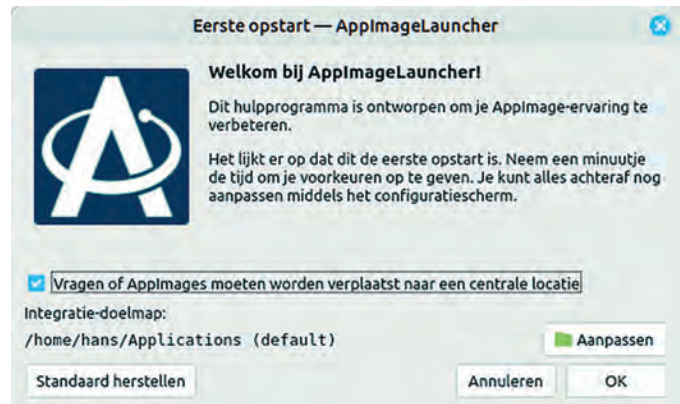 Eerste opstart — AppImageLauncher
Welkom bij AppImageLauncher!
Dit hulpprogramma is ontworpen om je AppImage-ervaring te
verbeteren.
Het lijkt er op dat dit de eerste opstart is. Neem een minuutje
de tijd om je voorkeuren op te geven. Je kunt alles achteraf nog
aanpassen middels het configuratiescherm.
Vragen of AppImages moeten worden verplaatst naar een centrale locatie
Integratie-doelmap:
/home/hans/Applications (default)
Aanpassen
Standaard herstellen
Annuleren
OK